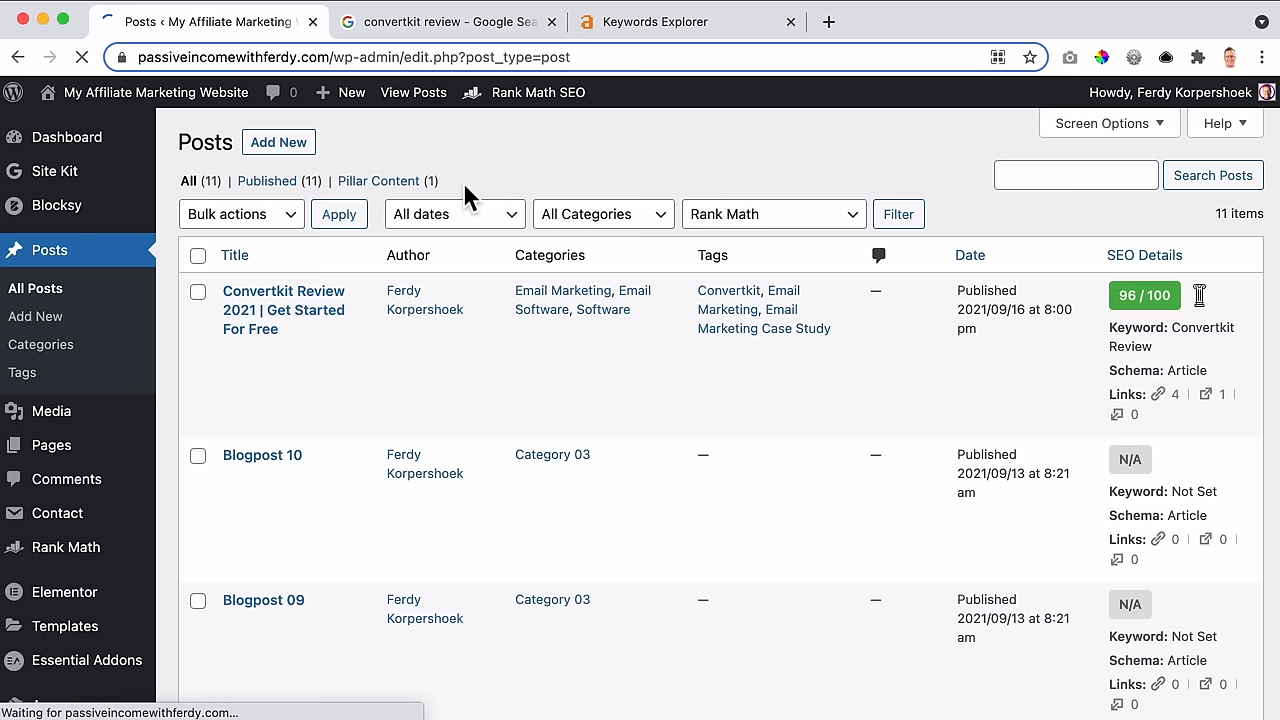 Posts ‹ My Affiliate Marketing
convertkit review - Google Sea
Keywords Explorer
passiveincomewithferdy.com/wp-admin/edit.php?post_type=post
My Affiliate Marketing Website
0
New
View Posts
Rank Math SEO
Howdy, Ferdy Korpershoek
Dashboard
Site Kit
Blocksy
Posts
All Posts
Add New
Categories
Tags
Media
Pages
Comments
Contact
Rank Math
Elementor
Templates
Essential Addons
Screen Options
Help
Posts
Add New
All (11) | Published (11) | Pillar Content (1)
Search Posts
Bulk actions
Apply
All dates
All Categories
Rank Math
Filter
11 items
Title
Author
Categories
Tags
Date
SEO Details
Convertkit Review
2021 | Get Started
For Free
Ferdy
Korpershoek
Email Marketing, Email
Software, Software
Convertkit, Email
Marketing, Email
Marketing Case Study
—
Published
2021/09/16 at 8:00
pm
96 / 100
Keyword: Convertkit
Review
Schema: Article
Links: 4 | 1 |
0
Blogpost 10
Ferdy
Korpershoek
Category 03
—
—
Published
2021/09/13 at 8:21
am
N/A
Keyword: Not Set
Schema: Article
Links: 0 | 0 |
0
Blogpost 09
Ferdy
Korpershoek
Category 03
—
—
Published
2021/09/13 at 8:21
am
N/A
Keyword: Not Set
Schema: Article
Links: 0 | 0 |
0
Waiting for passiveincomewithferdy.com...